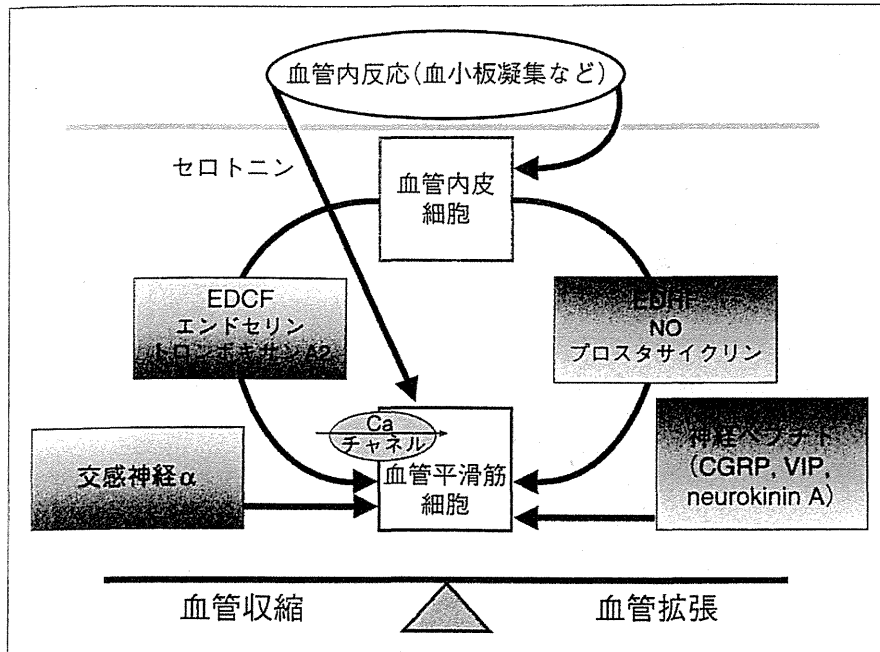 血管内反応(血小板凝集など)
セロトニン
血管内皮
細胞
EDCF
エンドセリン
トロンボキサンA2
EDHF
NO
プロスタサイクリン
Ca
チャネル
血管平滑筋
細胞
交感神経α
神経ペプチド
(CGRP, VIP,
neurokinin A)
血管収縮
血管拡張